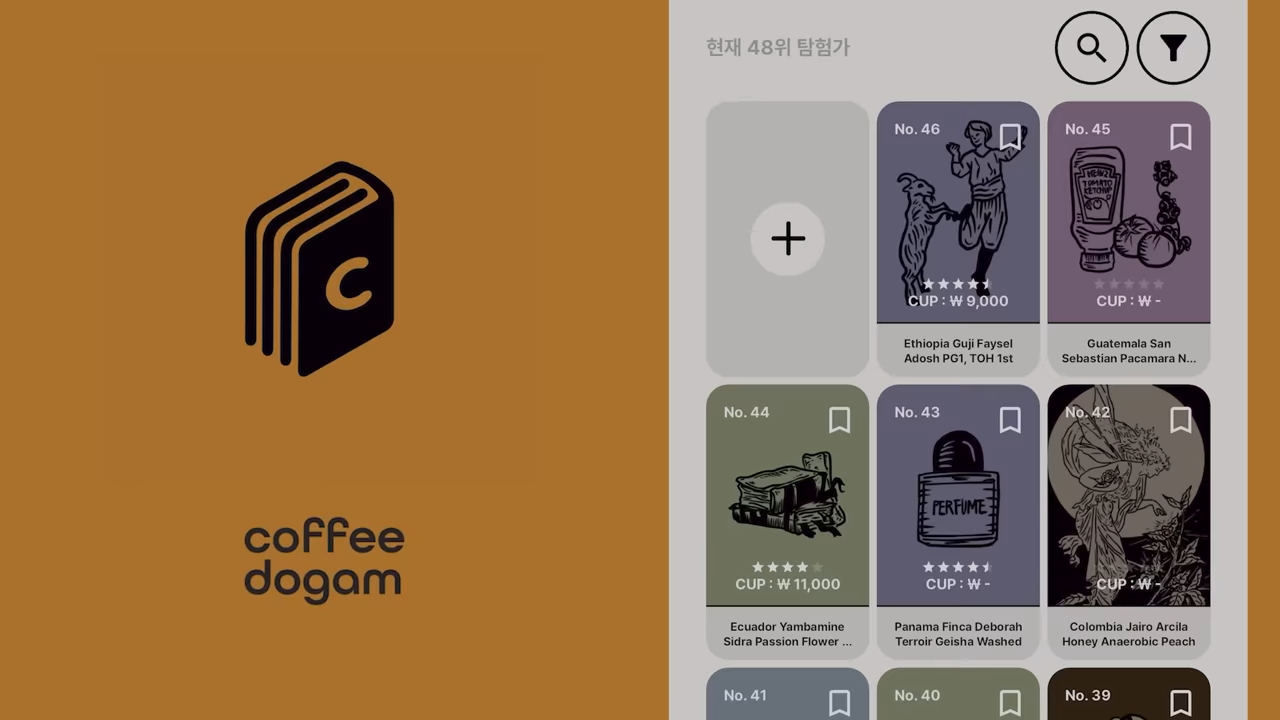 C
coffee
dogam
현재 48위 탐험가
No. 46
CUP : ₩ 9,000
Ethiopia Guji Faysel
Adosh PG1, TOH 1st
No. 45
HEINZ
TOMATO
KETCHUP
CUP : ₩ -
Guatemala San
Sebastian Pacamara N...
No. 44
CUP : ₩ 11,000
Ecuador Yambamine
Sidra Passion Flower ...
No. 43
PERFUME
CUP : ₩ -
Panama Finca Deborah
Terroir Geisha Washed
No. 42
CUP : ₩ -
Colombia Jairo Arcila
Honey Anaerobic Peach
No. 41
No. 40
No. 39